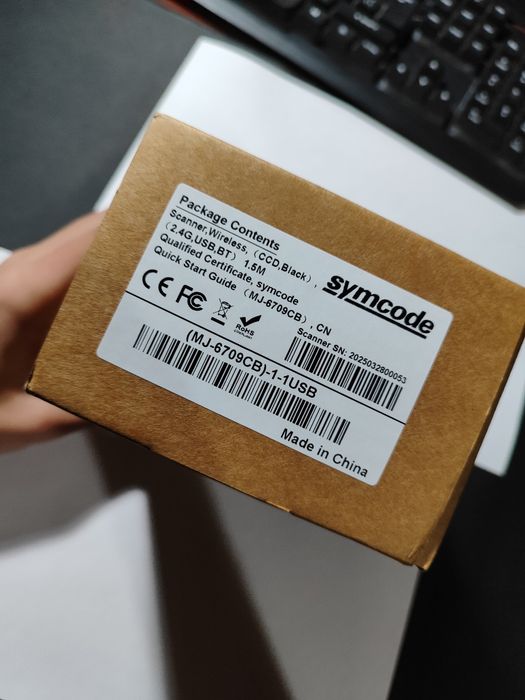 Package Contents
Scanner,Wireless,（CCD,Black）,
（2.4G,USB,BT） 1.5M
Qualified Certificate, symcode
Quick Start Guide （MJ-6709CB）, CN
symcode
CE FC
RoHS
Scanner SN: 2025032800053
(MJ-6709CB)-1-1USB
Made in China